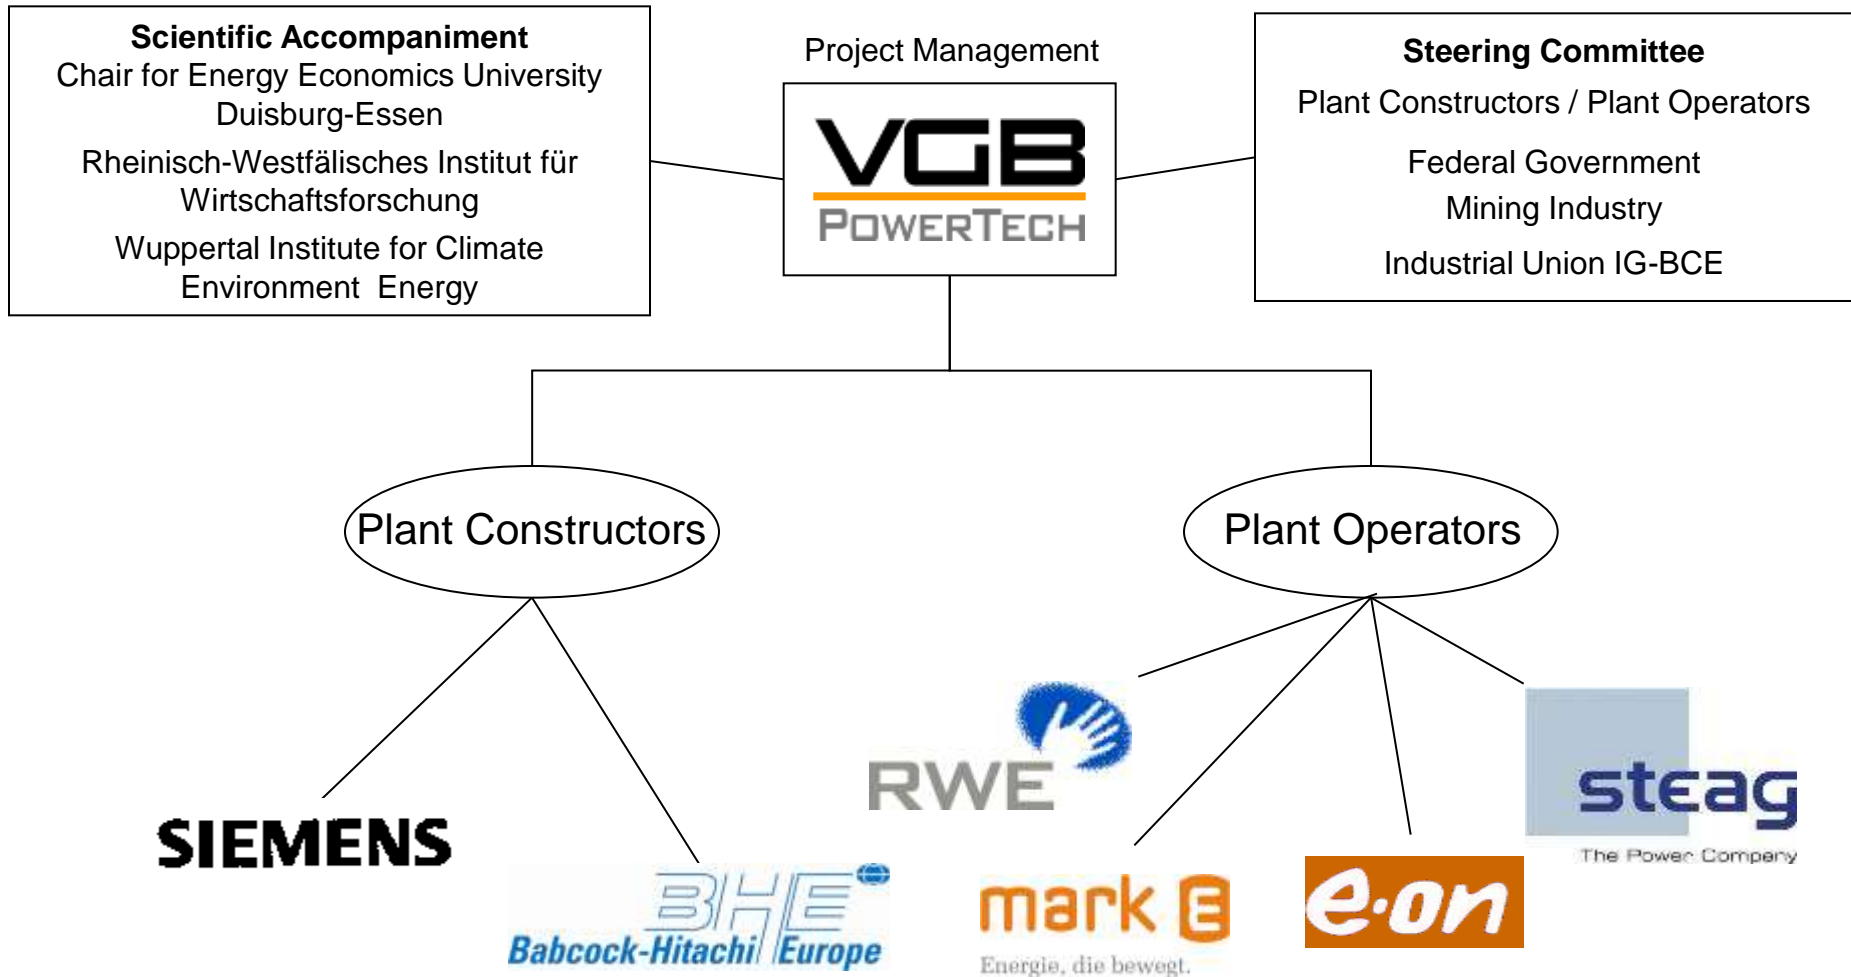 Scientific Accompaniment
Chair for Energy Economics University
Duisburg-Essen
Rheinisch-Westfälisches Institut für
Wirtschaftsforschung
Wuppertal Institute for Climate
Environment  Energy
Project Management
VGB
POWERTECH
Steering Committee
Plant Constructors / Plant Operators
Federal Government
Mining Industry
Industrial Union IG-BCE
Plant Constructors
Plant Operators
SIEMENS
BHE
Babcock-Hitachi Europe
RWE
mark E
Energie, die bewegt.
e·on
steag
The Power Company